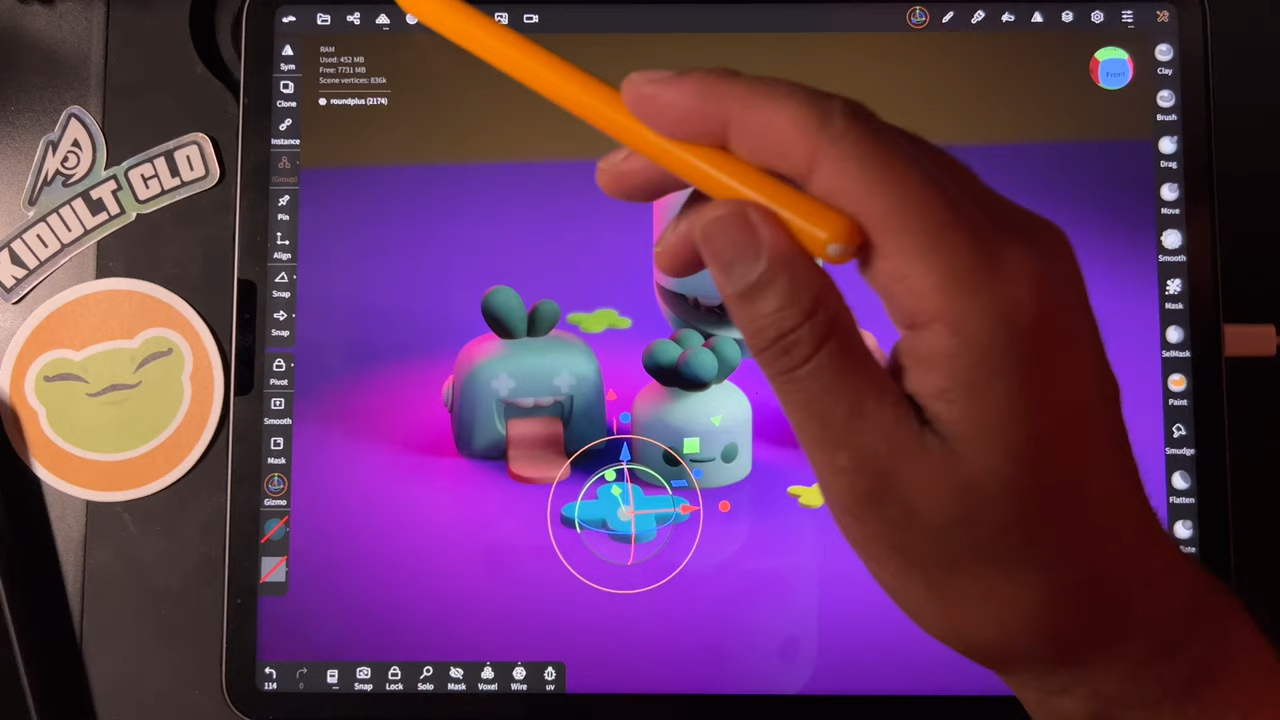 RAM
Used: 452 MB
Free: 7731 MB
Scene vertices: 836k
roundplus (2174)
Front
Sym
Clone
Instance
(Group)
Pin
Align
Snap
Snap
Pivot
Smooth
Mask
Gizmo
Clay
Brush
Drag
Move
Smooth
Mask
SelMask
Paint
Smudge
Flatten
KIDULT CLO
114
0
Snap
Lock
Solo
Mask
Voxel
Wire
uv